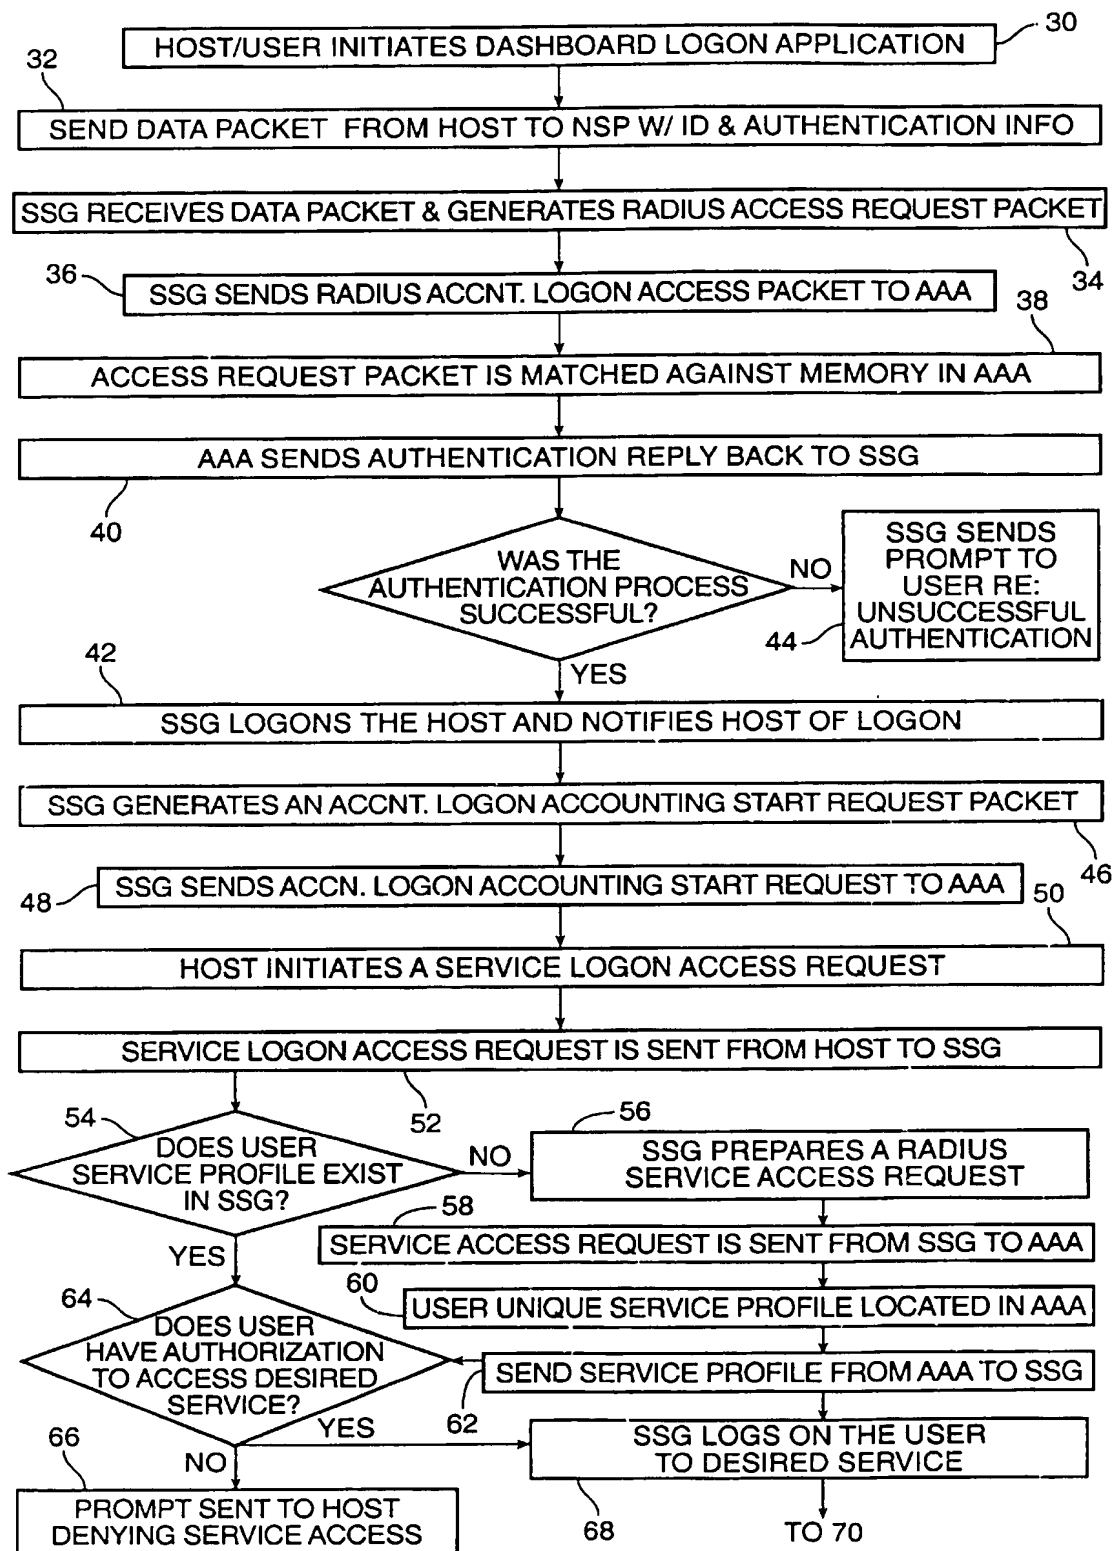 HOST/USER INITIATES DASHBOARD LOGON APPLICATION
30
32
SEND DATA PACKET FROM HOST TO NSP W/ ID & AUTHENTICATION INFO
SSG RECEIVES DATA PACKET & GENERATES RADIUS ACCESS REQUEST PACKET
34
36
SSG SENDS RADIUS ACCNT. LOGON ACCESS PACKET TO AAA
38
ACCESS REQUEST PACKET IS MATCHED AGAINST MEMORY IN AAA
AAA SENDS AUTHENTICATION REPLY BACK TO SSG
40
WAS THE
AUTHENTICATION PROCESS
SUCCESSFUL?
NO
SSG SENDS
PROMPT TO
USER RE:
UNSUCCESSFUL
AUTHENTICATION
44
YES
42
SSG LOGONS THE HOST AND NOTIFIES HOST OF LOGON
SSG GENERATES AN ACCNT. LOGON ACCOUNTING START REQUEST PACKET
46
48
SSG SENDS ACCN. LOGON ACCOUNTING START REQUEST TO AAA
50
HOST INITIATES A SERVICE LOGON ACCESS REQUEST
SERVICE LOGON ACCESS REQUEST IS SENT FROM HOST TO SSG
52
54
DOES USER
SERVICE PROFILE EXIST
IN SSG?
NO
56
SSG PREPARES A RADIUS
SERVICE ACCESS REQUEST
58
SERVICE ACCESS REQUEST IS SENT FROM SSG TO AAA
YES
60
USER UNIQUE SERVICE PROFILE LOCATED IN AAA
64
DOES USER
HAVE AUTHORIZATION
TO ACCESS DESIRED
SERVICE?
SEND SERVICE PROFILE FROM AAA TO SSG
62
YES
SSG LOGS ON THE USER
TO DESIRED SERVICE
68
NO
66
PROMPT SENT TO HOST
DENYING SERVICE ACCESS
TO 70